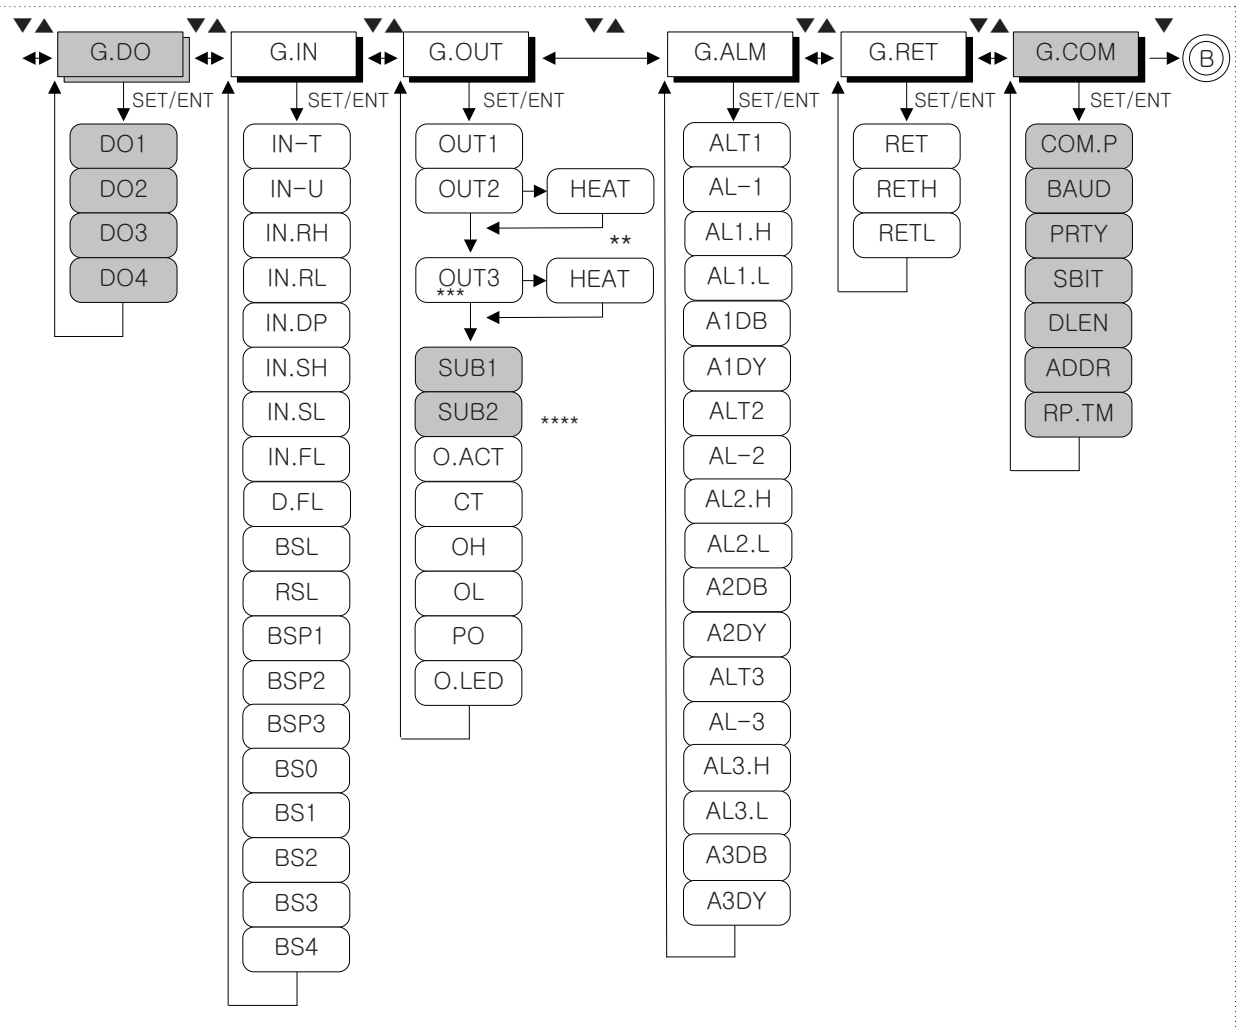 ▼▲ ▼▲ ▼▲ ▼▲ ▼▲ ▼▲ ▼
G.DO
SET/ENT
DO1
DO2
DO3
DO4
G.IN
SET/ENT
IN-T
IN-U
IN.RH
IN.RL
IN.DP
IN.SH
IN.SL
IN.FL
D.FL
BSL
RSL
BSP1
BSP2
BSP3
BS0
BS1
BS2
BS3
BS4
G.OUT
SET/ENT
OUT1
OUT2
HEAT
**
OUT3
***
HEAT
SUB1
SUB2
****
O.ACT
CT
OH
OL
PO
O.LED
G.ALM
SET/ENT
ALT1
AL-1
AL1.H
AL1.L
A1DB
A1DY
ALT2
AL-2
AL2.H
AL2.L
A2DB
A2DY
ALT3
AL-3
AL3.H
AL3.L
A3DB
A3DY
G.RET
SET/ENT
RET
RETH
RETL
G.COM
SET/ENT
COM.P
BAUD
PRTY
SBIT
DLEN
ADDR
RP.TM
B